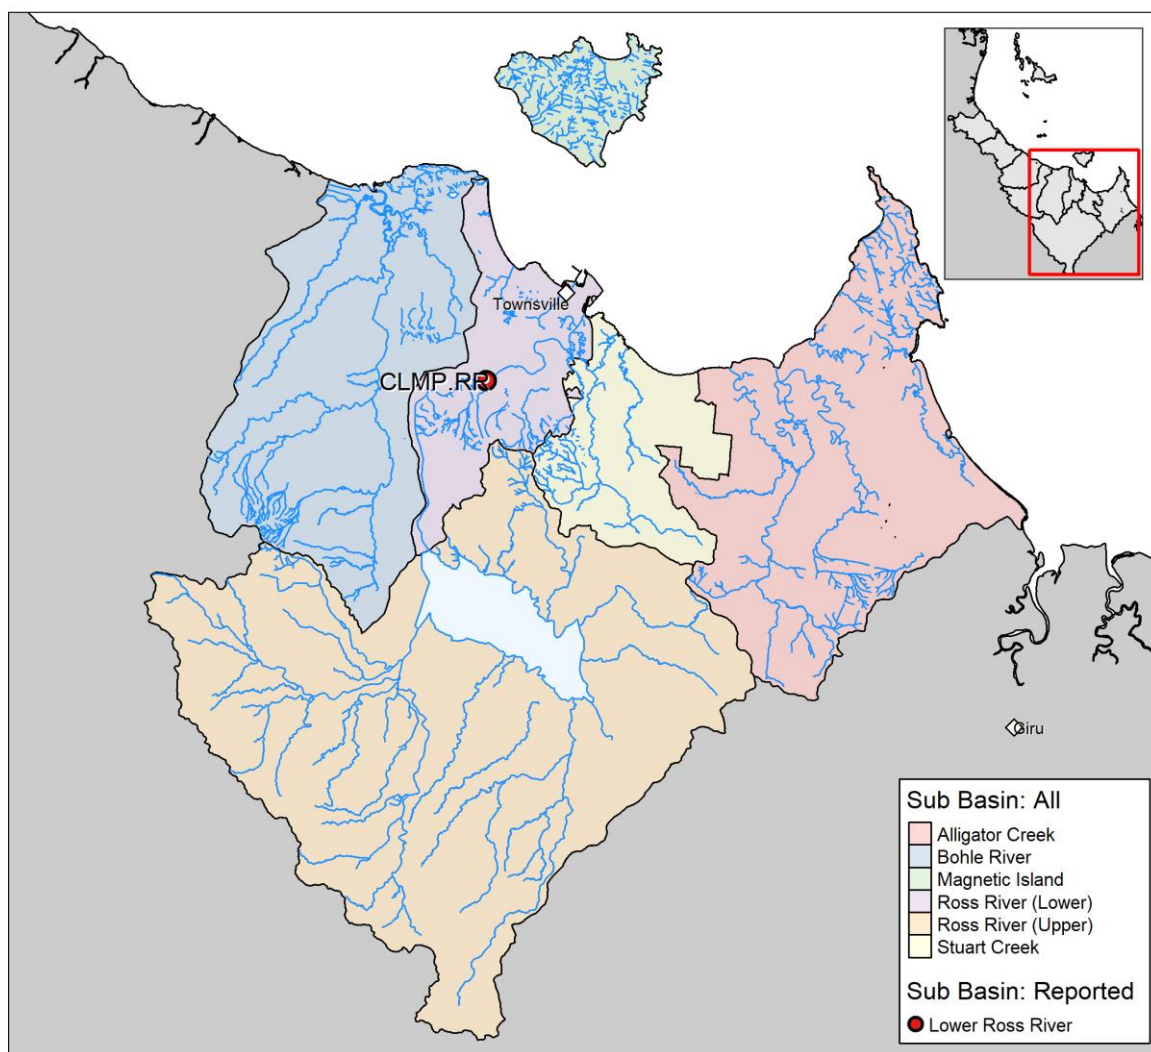 Townsville
CLMP.RR
Giru
Sub Basin: All
Alligator Creek
Bohle River
Magnetic Island
Ross River (Lower)
Ross River (Upper)
Stuart Creek
Sub Basin: Reported
Lower Ross River